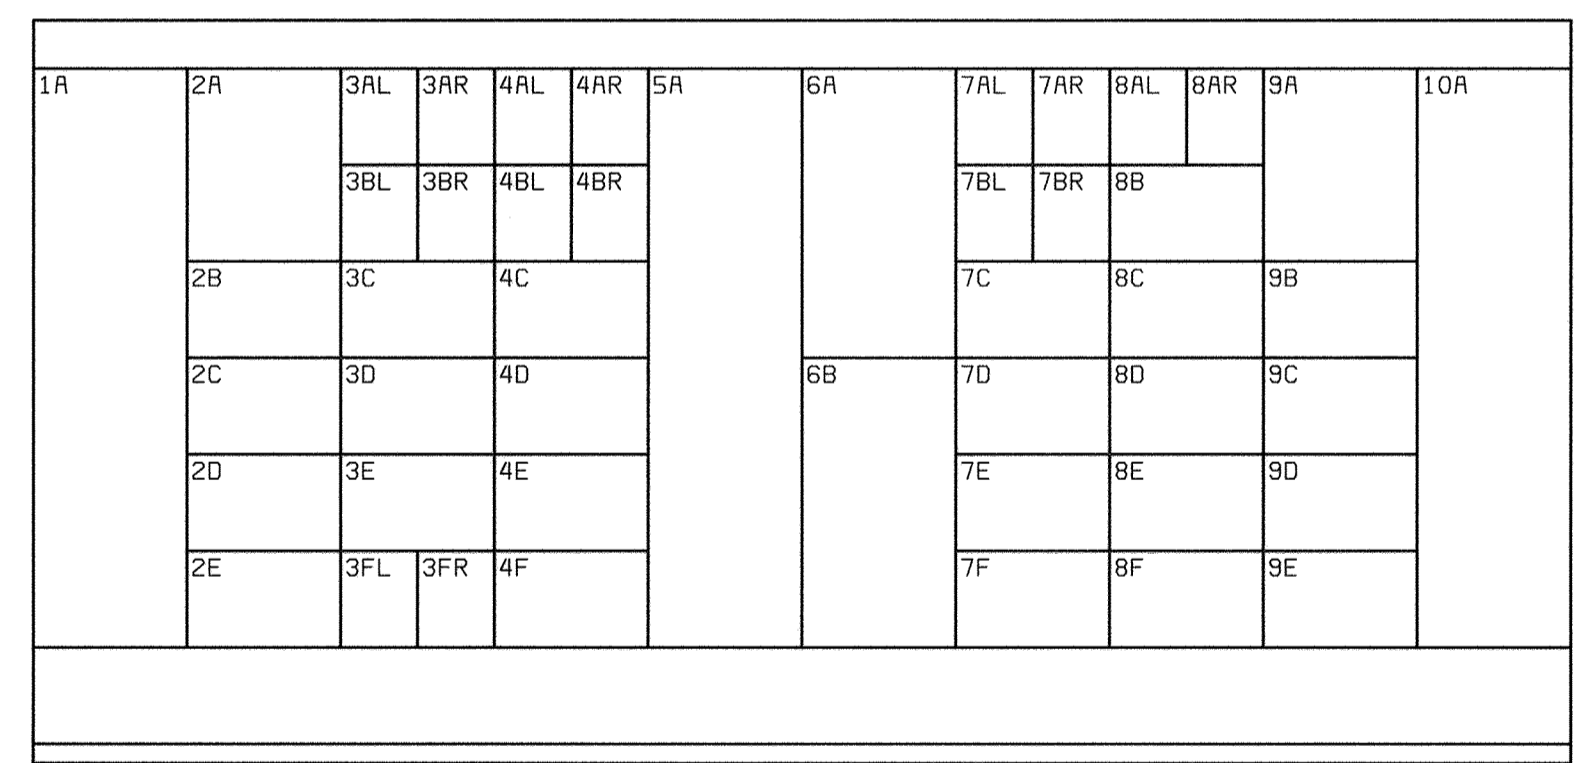 1A 2A 3AL 3AR 4AL 4AR 5A 6A 7AL 7AR 8AL 8AR 9A 10A
3BL 3BR 4BL 4BR 7BL 7BR 8B
2B 3C 4C 7C 8C 9B
2C 3D 4D 6B 7D 8D 9C
2D 3E 4E 7E 8E 9D
2E 3FL 3FR 4F 7F 8F 9E